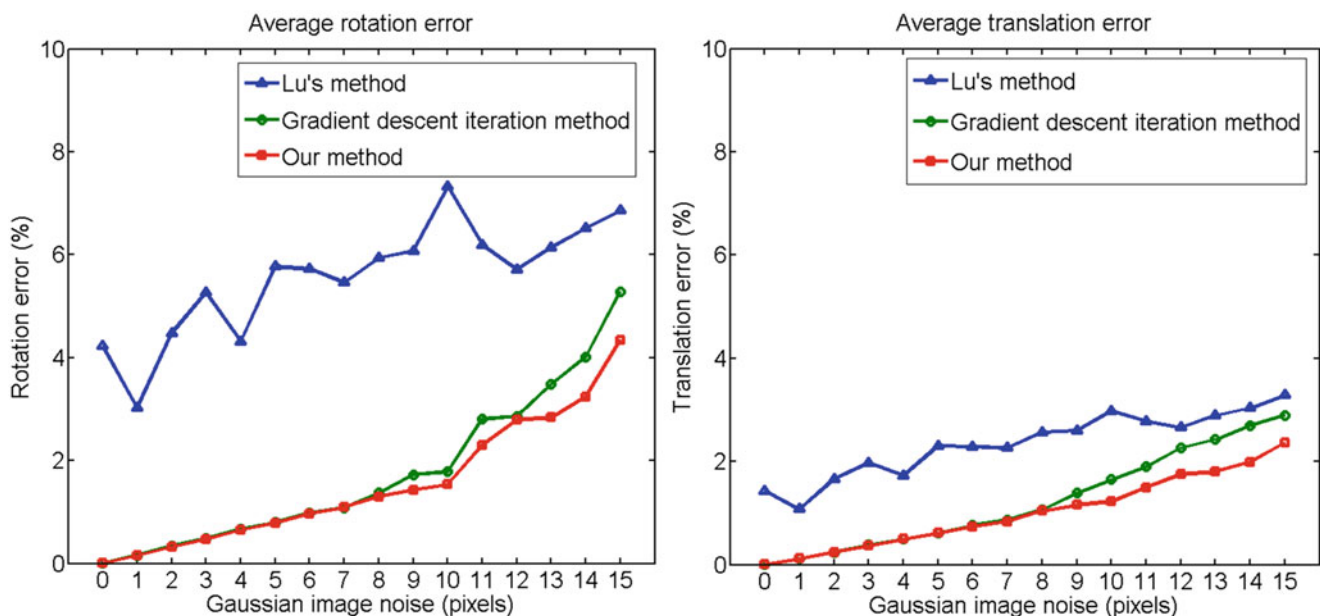 Average rotation error
10
8
6
4
2
0
Rotation error (%)
Lu's method
Gradient descent iteration method
Our method
0 1 2 3 4 5 6 7 8 9 10 11 12 13 14 15
Gaussian image noise (pixels)
Average translation error
10
8
6
4
2
0
Translation error (%)
Lu's method
Gradient descent iteration method
Our method
0 1 2 3 4 5 6 7 8 9 10 11 12 13 14 15
Gaussian image noise (pixels)